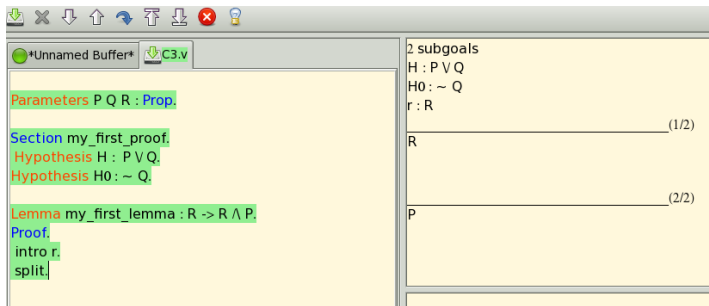 *Unnamed Buffer* C3.v
Parameters P Q R : Prop.
Section my_first_proof.
Hypothesis H : P \/ Q.
Hypothesis H0 : ~ Q.
Lemma my_first_lemma : R -> R /\ P.
Proof.
intro r.
split.
2 subgoals
H : P \/ Q
H0 : ~ Q
r : R
(1/2)
R
(2/2)
P